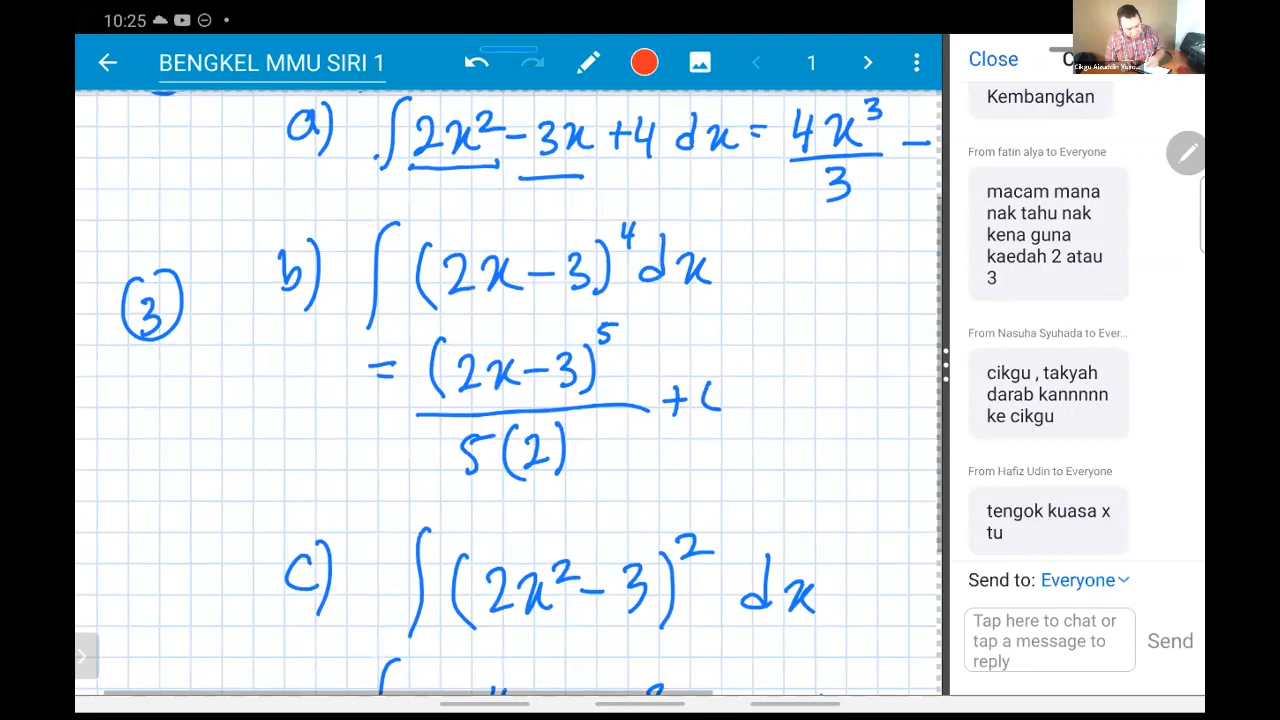 10:25
BENGKEL MMU SIRI 1
1
a) ∫ 2x² - 3x + 4 dx = 4x³/3 -
3
b) ∫ (2x - 3)⁴ dx
= (2x - 3)⁵ / 5(2) + C
c) ∫ (2x² - 3)² dx
∫
Close
Kembangkan
From fatin alya to Everyone
macam mana
nak tahu nak
kena guna
kaedah 2 atau
3
From Nasuha Syuhada to Ever...
cikgu , takyah
darab kannnnn
ke cikgu
From Hafiz Udin to Everyone
tengok kuasa x
tu
Send to: Everyone
Tap here to chat or
tap a message to
reply
Send